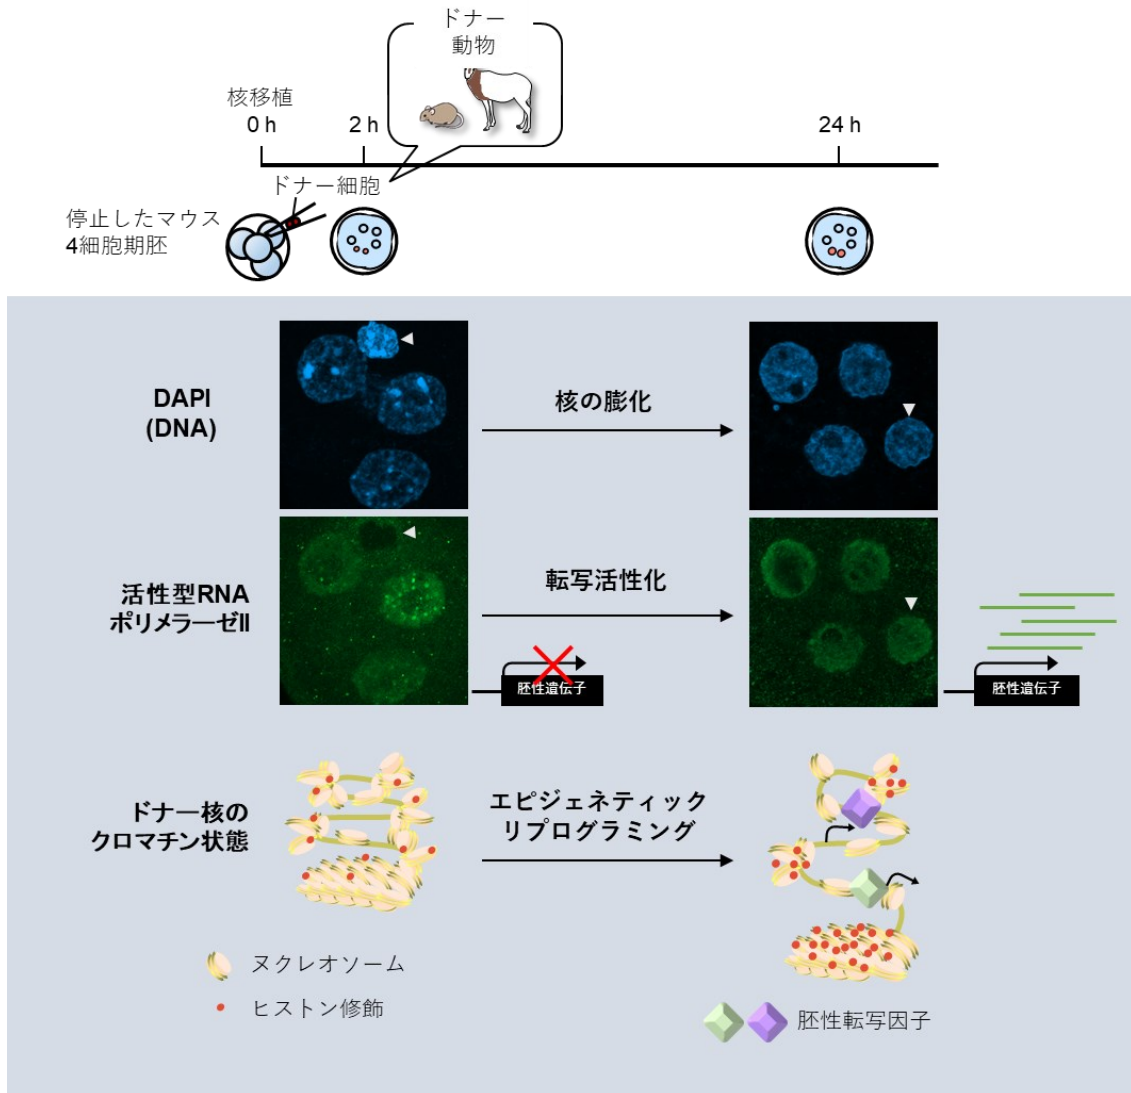 ドナー
動物
核移植
0 h
2 h
24 h
ドナー細胞
停止したマウス
4細胞期胚
DAPI
(DNA)
核の膨化
活性型RNA
ポリメラーゼII
転写活性化
胚性遺伝子
胚性遺伝子
ドナー核の
クロマチン状態
エピジェネティック
リプログラミング
ヌクレオソーム
ヒストン修飾
胚性転写因子